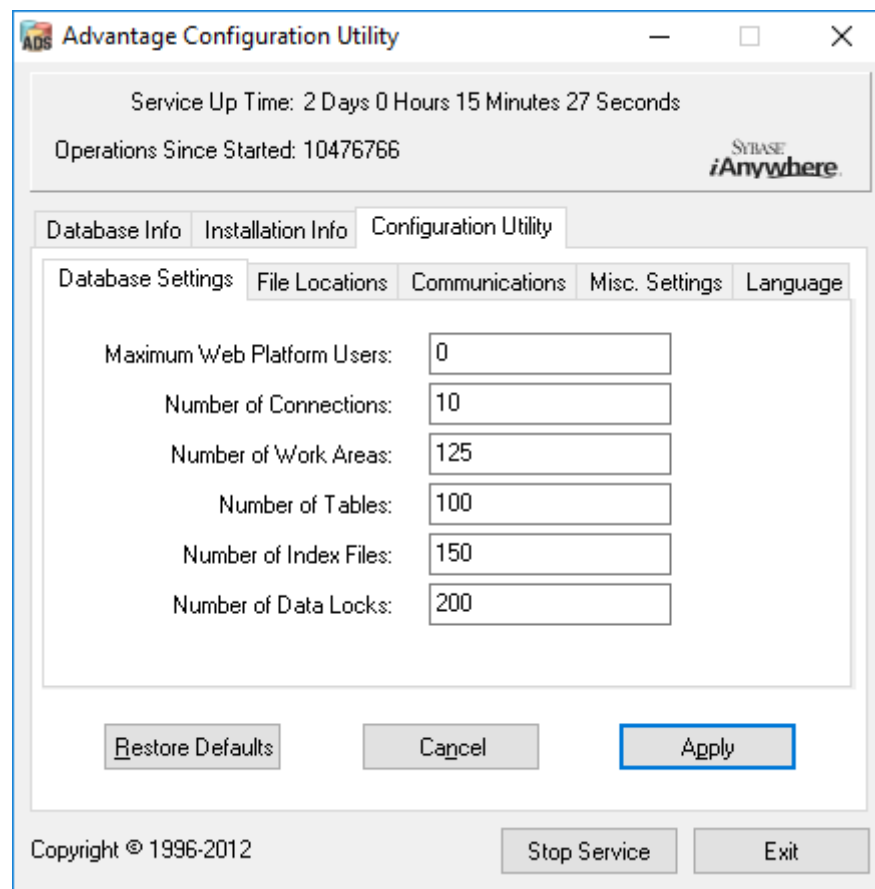 ADS Advantage Configuration Utility
Service Up Time: 2 Days 0 Hours 15 Minutes 27 Seconds
Operations Since Started: 10476766
SYBASE
iAnywhere.
Database Info Installation Info Configuration Utility
Database Settings File Locations Communications Misc. Settings Language
Maximum Web Platform Users: 0
Number of Connections: 10
Number of Work Areas: 125
Number of Tables: 100
Number of Index Files: 150
Number of Data Locks: 200
Restore Defaults Cancel Apply
Copyright © 1996-2012 Stop Service Exit